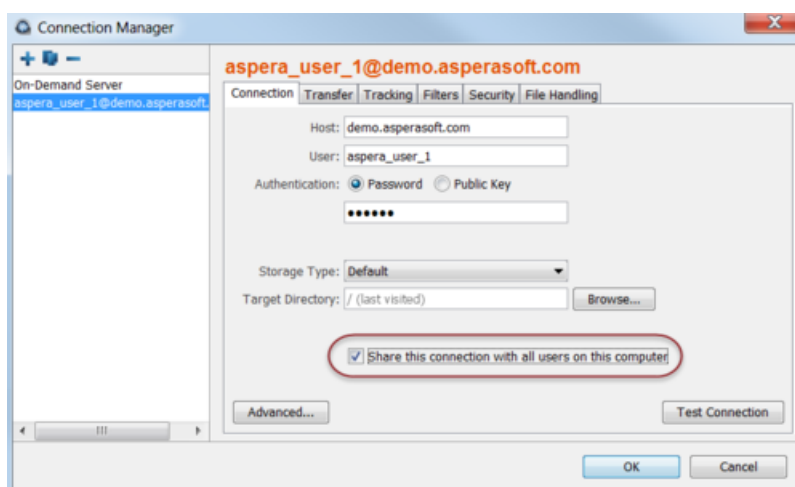 Connection Manager
On-Demand Server
aspera_user_1@demo.asperasoft.
aspera_user_1@demo.asperasoft.com
Connection Transfer Tracking Filters Security File Handling
Host: demo.asperasoft.com
User: aspera_user_1
Authentication: Password Public Key
••••••
Storage Type: Default
Target Directory: / (last visited) Browse...
Share this connection with all users on this computer
Advanced... Test Connection
OK Cancel